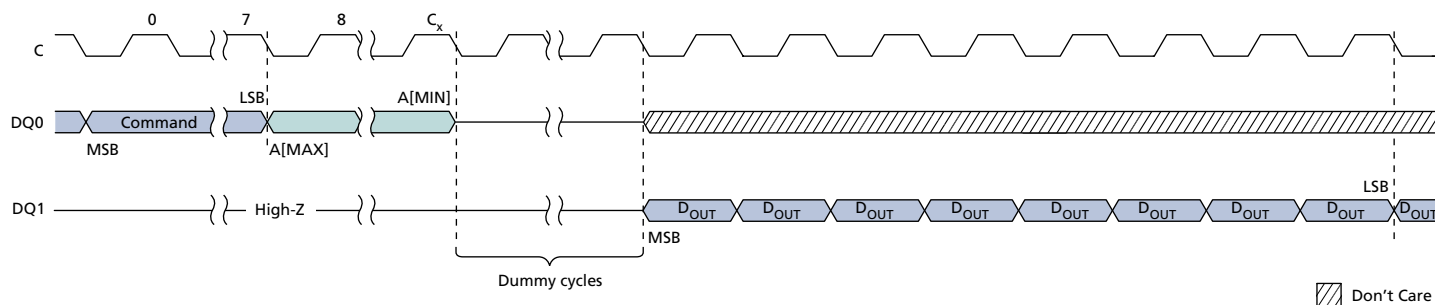 0 7 8 Cx
C
LSB A[MIN]
DQ0 Command
MSB A[MAX]
LSB
DQ1 High-Z DOUT DOUT DOUT DOUT DOUT DOUT DOUT DOUT DOUT
MSB
Dummy cycles
Don't Care